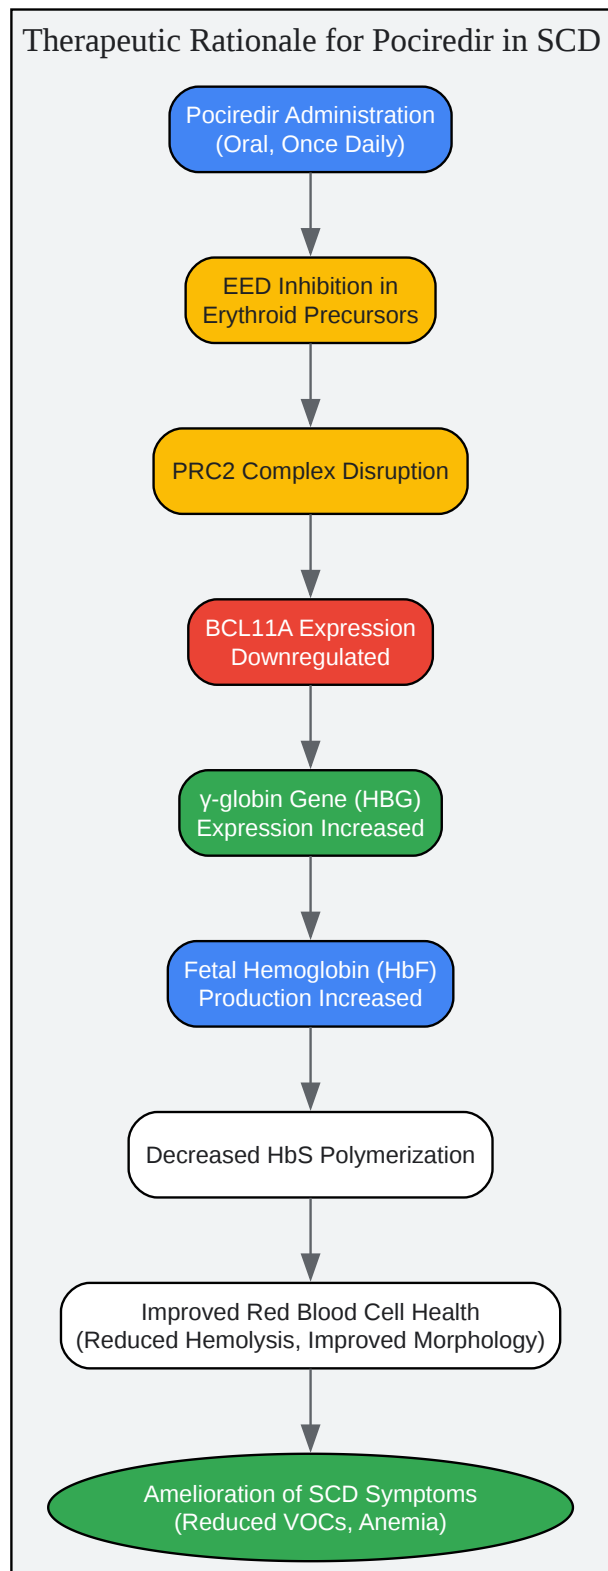 Therapeutic Rationale for Pociredir in SCD
Pociredir Administration
(Oral, Once Daily)
EED Inhibition in
Erythroid Precursors
PRC2 Complex Disruption
BCL11A Expression
Downregulated
γ-globin Gene (HBG)
Expression Increased
Fetal Hemoglobin (HbF)
Production Increased
Decreased HbS Polymerization
Improved Red Blood Cell Health
(Reduced Hemolysis, Improved Morphology)
Amelioration of SCD Symptoms
(Reduced VOCs, Anemia)